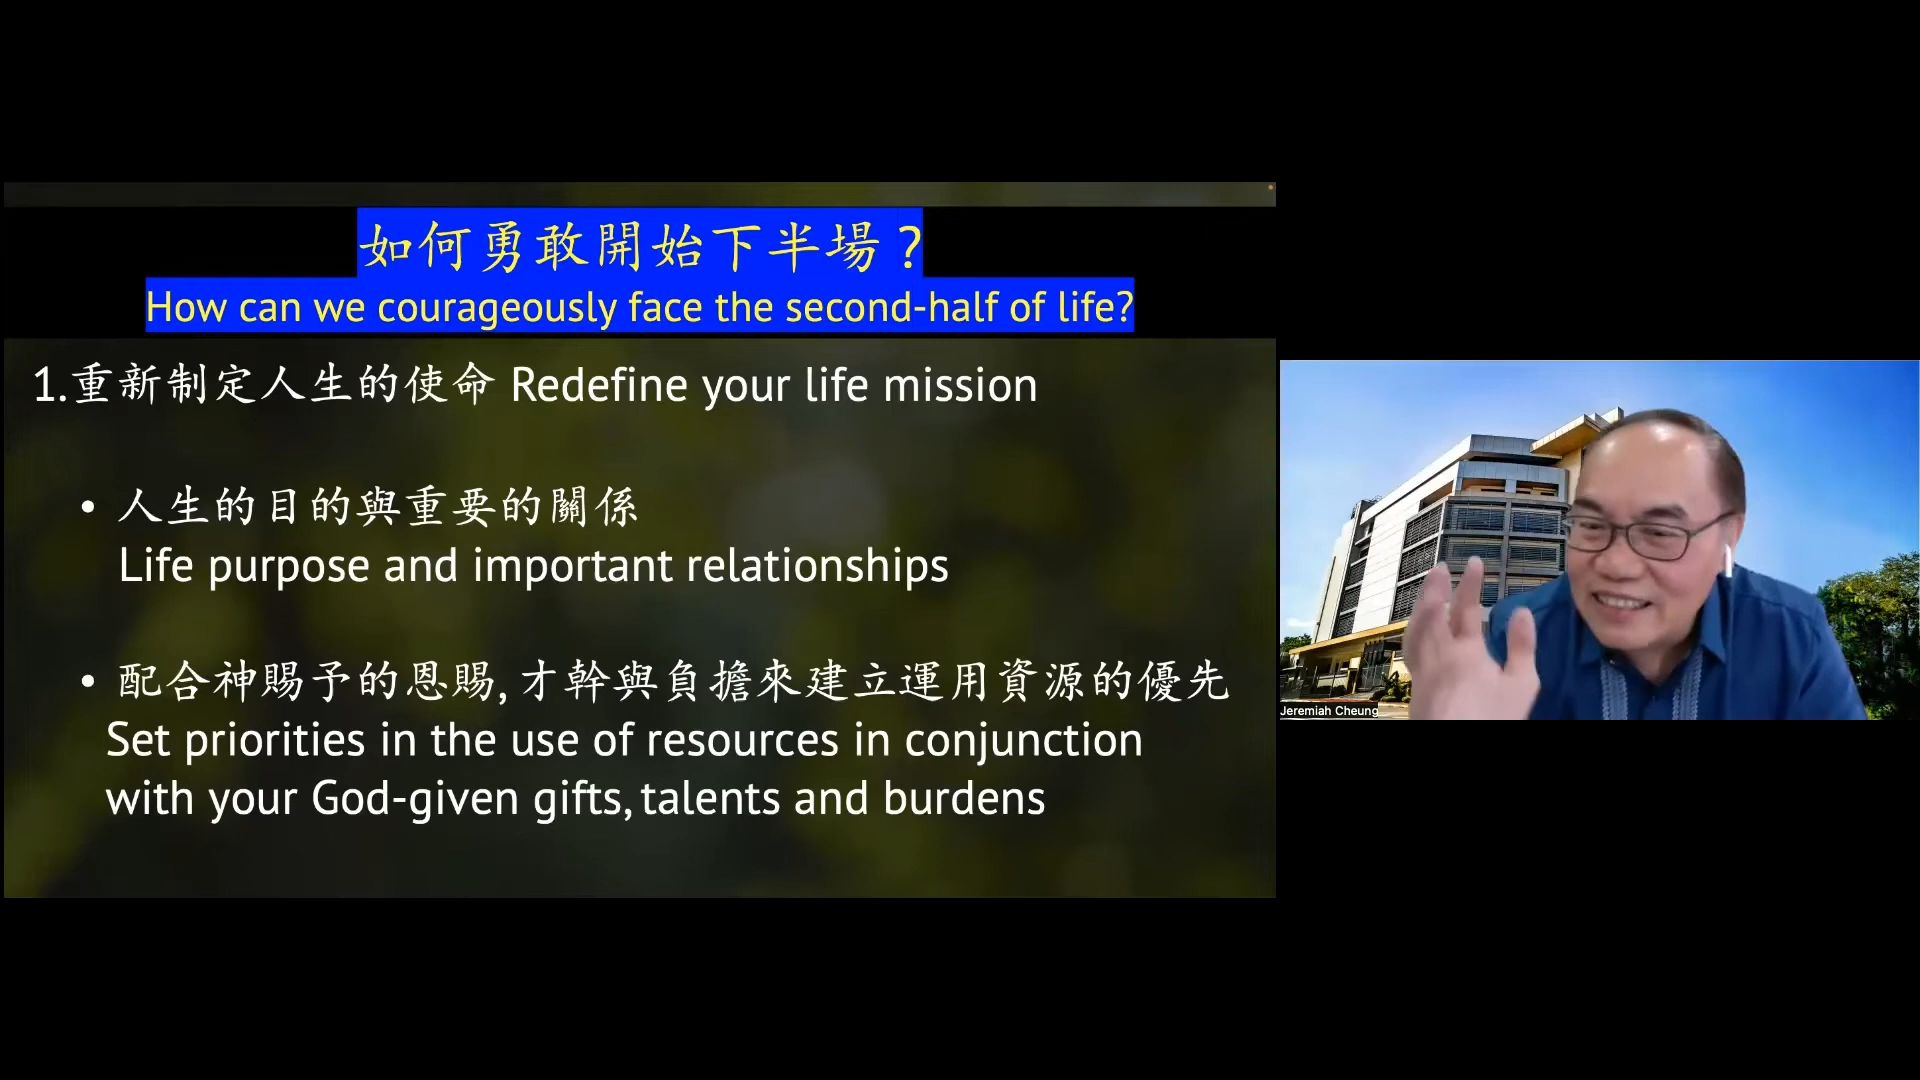 如何勇敢開始下半場？
How can we courageously face the second-half of life?
1.重新制定人生的使命 Redefine your life mission
• 人生的目的與重要的關係
Life purpose and important relationships
• 配合神賜予的恩賜,才幹與負擔來建立運用資源的優先
Set priorities in the use of resources in conjunction
with your God-given gifts, talents and burdens
Jeremiah Cheung